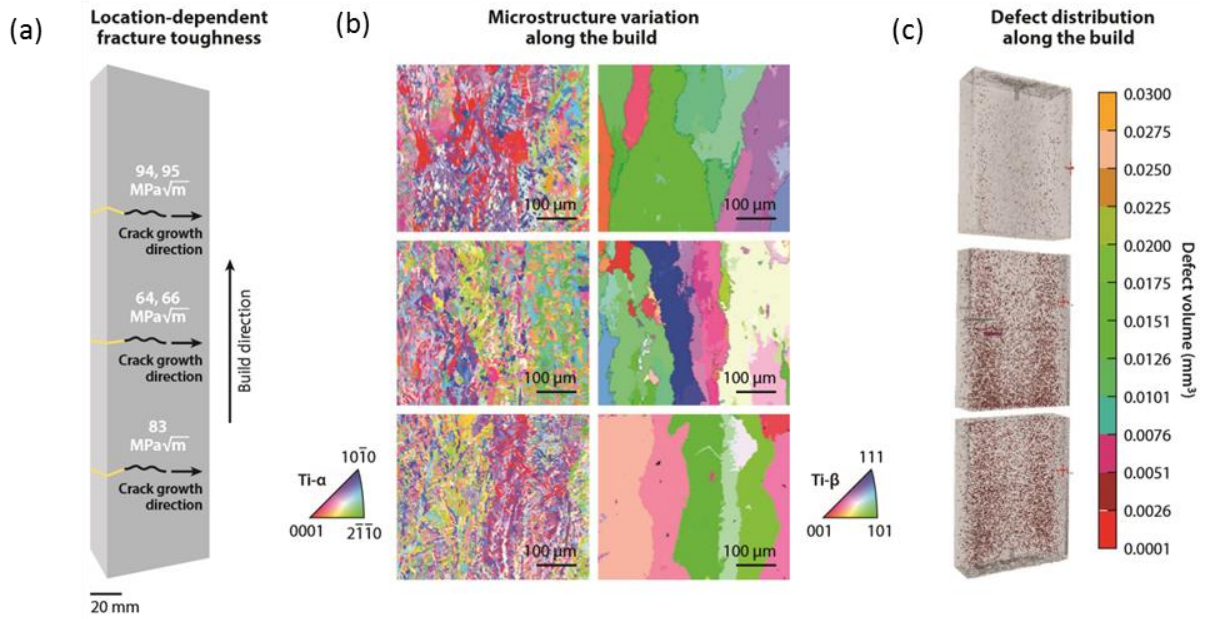 (a)
Location-dependent
fracture toughness
94, 95
MPa√m
Crack growth
direction
64, 66
MPa√m
Crack growth
direction
83
MPa√m
Crack growth
direction
Build direction
20 mm
(b)
Microstructure variation
along the build
100 µm
100 µm
100 µm
100 µm
100 µm
100 µm
Ti-α
101̄0
0001
21̄1̄0
Ti-β
111
001
101
(c)
Defect distribution
along the build
0.0300
0.0275
0.0250
0.0225
0.0200
0.0175
0.0151
0.0126
0.0101
0.0076
0.0051
0.0026
0.0001
Defect volume (mm³)